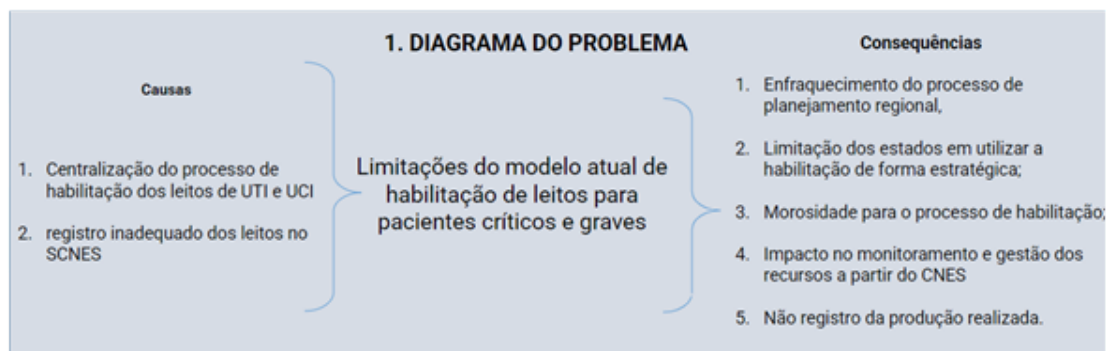 1. DIAGRAMA DO PROBLEMA
Causas
1. Centralização do processo de
habilitação dos leitos de UTI e UCI
2. registro inadequado dos leitos no
SCNES
Limitações do modelo atual de
habilitação de leitos para
pacientes críticos e graves
Consequências
1. Enfraquecimento do processo de
planejamento regional,
2. Limitação dos estados em utilizar a
habilitação de forma estratégica;
3. Morosidade para o processo de habilitação;
4. Impacto no monitoramento e gestão dos
recursos a partir do CNES
5. Não registro da produção realizada.